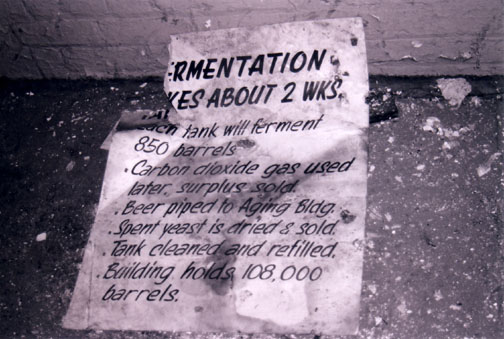 ERMENTATION
KES ABOUT 2 WKS.
Each tank will ferment
850 barrels
. Carbon dioxide gas used
later, surplus sold.
. Beer piped to Aging Bldg.
. Spent yeast is dried & sold.
. Tank cleaned and refilled.
. Building holds 108,000
barrels.